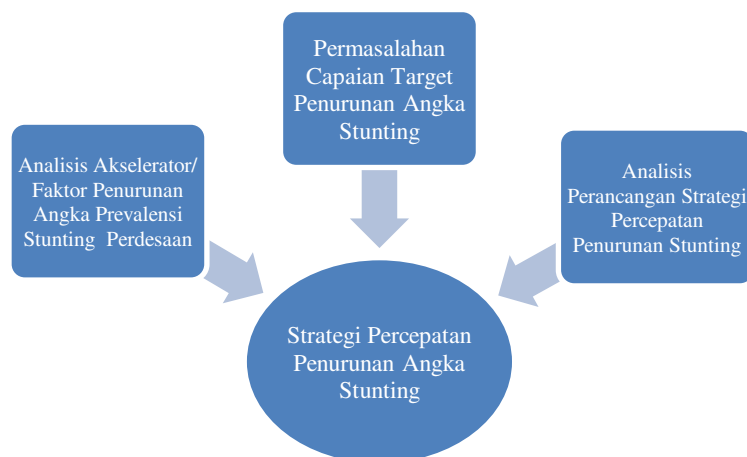 Permasalahan
Capaian Target
Penurunan Angka
Stunting
Analisis Akselerator/
Faktor Penurunan
Angka Prevalensi
Stunting Perdesaan
Analisis
Perancangan Strategi
Percepatan
Penurunan Stunting
Strategi Percepatan
Penurunan Angka
Stunting